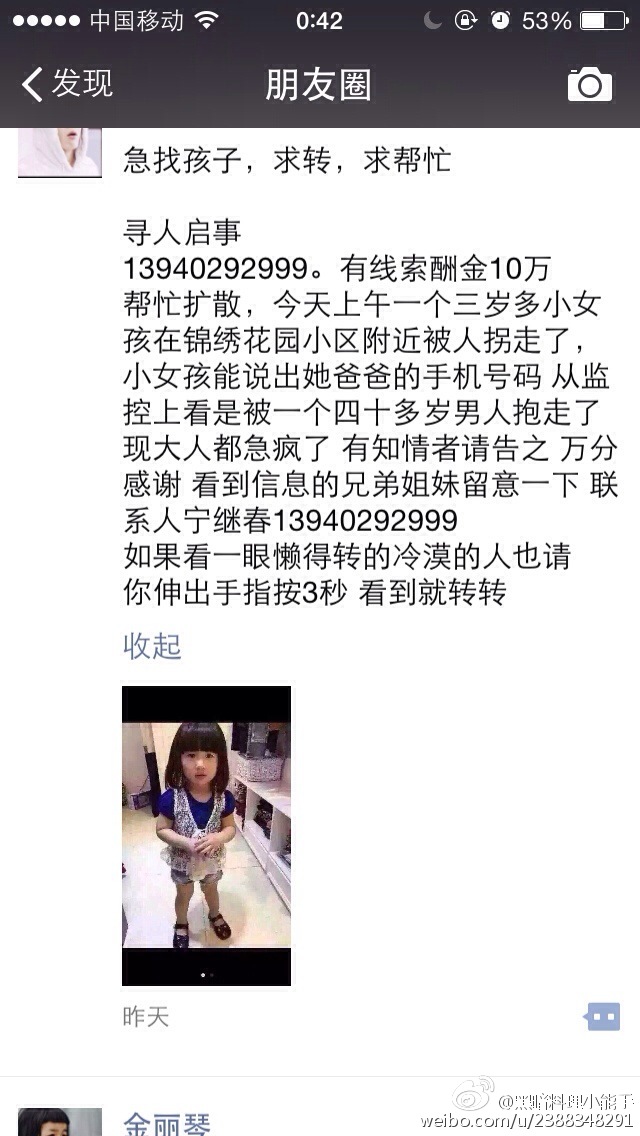 中国移动 0:42 53%
发现 朋友圈
急找孩子，求转，求帮忙
寻人启事
13940292999。有线索酬金10万
帮忙扩散，今天上午一个三岁多小女
孩在锦绣花园小区附近被人拐走了，
小女孩能说出她爸爸的手机号码 从监
控上看是被一个四十多岁男人抱走了
现大人都急疯了 有知情者请告之 万分
感谢 看到信息的兄弟姐妹留意一下 联
系人宁继春13940292999
如果看一眼懒得转的冷漠的人也请
你伸出手指按3秒 看到就转转
收起
昨天
金丽琴
@黑暗料理小能手
weibo.com/u/2388348291